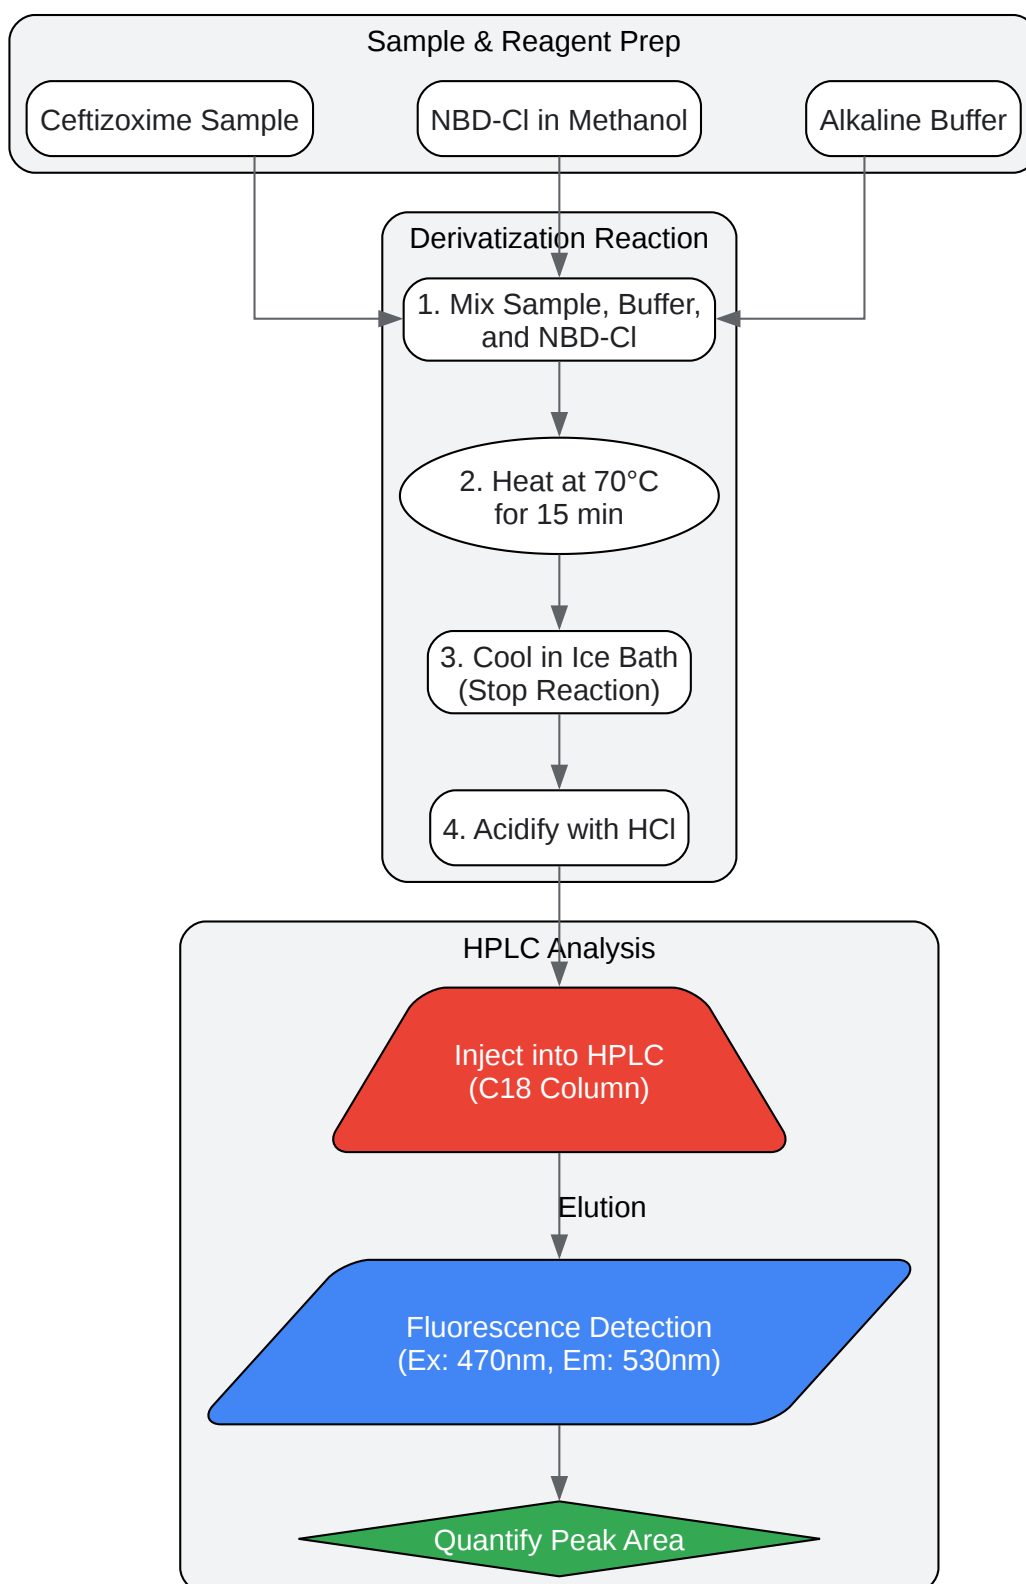 Sample & Reagent Prep
Ceftizoxime Sample
NBD-Cl in Methanol
Alkaline Buffer
Derivatization Reaction
1. Mix Sample, Buffer,
and NBD-Cl
2. Heat at 70°C
for 15 min
3. Cool in Ice Bath
(Stop Reaction)
4. Acidify with HCl
HPLC Analysis
Inject into HPLC
(C18 Column)
Elution
Fluorescence Detection
(Ex: 470nm, Em: 530nm)
Quantify Peak Area